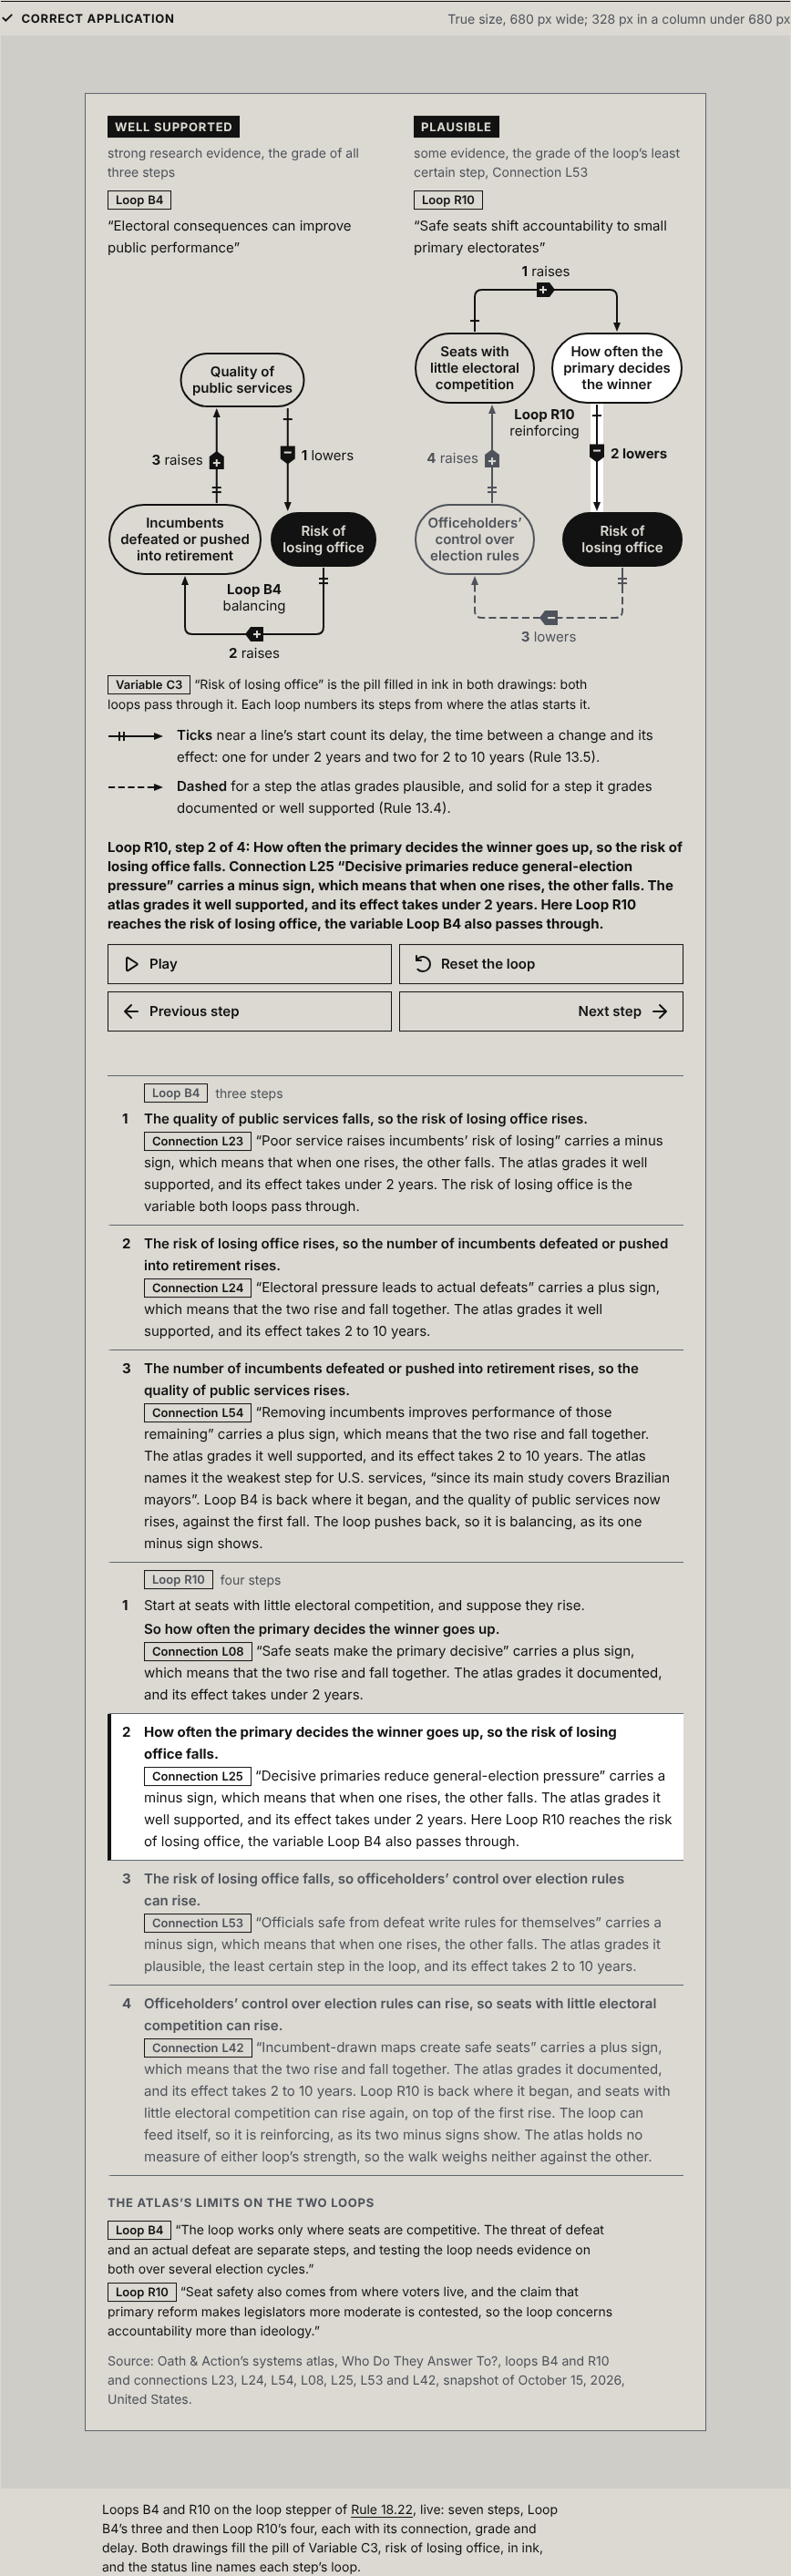 ✓ CORRECT APPLICATION
True size, 680 px wide; 328 px in a column under 680 px
WELL SUPPORTED
strong research evidence, the grade of all
three steps
Loop B4
“Electoral consequences can improve
public performance”
PLAUSIBLE
some evidence, the grade of the loop’s least
certain step, Connection L53
Loop R10
“Safe seats shift accountability to small
primary electorates”
Quality of
public services
3 raises
1 lowers
Incumbents
defeated or pushed
into retirement
Risk of
losing office
Loop B4
balancing
2 raises
1 raises
Seats with
little electoral
competition
How often the
primary decides
the winner
Loop R10
reinforcing
4 raises
2 lowers
Officeholders’
control over
election rules
Risk of
losing office
3 lowers
Variable C3 “Risk of losing office” is the pill filled in ink in both drawings: both
loops pass through it. Each loop numbers its steps from where the atlas starts it.
Ticks near a line’s start count its delay, the time between a change and its
effect: one for under 2 years and two for 2 to 10 years (Rule 13.5).
Dashed for a step the atlas grades plausible, and solid for a step it grades
documented or well supported (Rule 13.4).
Loop R10, step 2 of 4: How often the primary decides the winner goes up, so the risk of
losing office falls. Connection L25 “Decisive primaries reduce general-election
pressure” carries a minus sign, which means that when one rises, the other falls. The
atlas grades it well supported, and its effect takes under 2 years. Here Loop R10
reaches the risk of losing office, the variable Loop B4 also passes through.
Play
Reset the loop
Previous step
Next step
Loop B4 three steps
1 The quality of public services falls, so the risk of losing office rises.
Connection L23 “Poor service raises incumbents’ risk of losing” carries a minus
sign, which means that when one rises, the other falls. The atlas grades it well
supported, and its effect takes under 2 years. The risk of losing office is the
variable both loops pass through.
2 The risk of losing office rises, so the number of incumbents defeated or pushed
into retirement rises.
Connection L24 “Electoral pressure leads to actual defeats” carries a plus sign,
which means that the two rise and fall together. The atlas grades it well
supported, and its effect takes 2 to 10 years.
3 The number of incumbents defeated or pushed into retirement rises, so the
quality of public services rises.
Connection L54 “Removing incumbents improves performance of those
remaining” carries a plus sign, which means that the two rise and fall together.
The atlas grades it well supported, and its effect takes 2 to 10 years. The atlas
names it the weakest step for U.S. services, “since its main study covers Brazilian
mayors”. Loop B4 is back where it began, and the quality of public services now
rises, against the first fall. The loop pushes back, so it is balancing, as its one
minus sign shows.
Loop R10 four steps
1 Start at seats with little electoral competition, and suppose they rise.
So how often the primary decides the winner goes up.
Connection L08 “Safe seats make the primary decisive” carries a plus sign,
which means that the two rise and fall together. The atlas grades it documented,
and its effect takes under 2 years.
2 How often the primary decides the winner goes up, so the risk of losing
office falls.
Connection L25 “Decisive primaries reduce general-election pressure” carries a
minus sign, which means that when one rises, the other falls. The atlas grades it
well supported, and its effect takes under 2 years. Here Loop R10 reaches the risk
of losing office, the variable Loop B4 also passes through.
3 The risk of losing office falls, so officeholders’ control over election rules
can rise.
Connection L53 “Officials safe from defeat write rules for themselves” carries a
minus sign, which means that when one rises, the other falls. The atlas grades it
plausible, the least certain step in the loop, and its effect takes 2 to 10 years.
4 Officeholders’ control over election rules can rise, so seats with little electoral
competition can rise.
Connection L42 “Incumbent-drawn maps create safe seats” carries a plus sign,
which means that the two rise and fall together. The atlas grades it documented,
and its effect takes 2 to 10 years. Loop R10 is back where it began, and seats with
little electoral competition can rise again, on top of the first rise. The loop can
feed itself, so it is reinforcing, as its two minus signs show. The atlas holds no
measure of either loop’s strength, so the walk weighs neither against the other.
THE ATLAS’S LIMITS ON THE TWO LOOPS
Loop B4 “The loop works only where seats are competitive. The threat of defeat
and an actual defeat are separate steps, and testing the loop needs evidence on
both over several election cycles.”
Loop R10 “Seat safety also comes from where voters live, and the claim that
primary reform makes legislators more moderate is contested, so the loop concerns
accountability more than ideology.”
Source: Oath & Action’s systems atlas, Who Do They Answer To?, loops B4 and R10
and connections L23, L24, L54, L08, L25, L53 and L42, snapshot of October 15, 2026,
United States.
Loops B4 and R10 on the loop stepper of Rule 18.22, live: seven steps, Loop
B4’s three and then Loop R10’s four, each with its connection, grade and
delay. Both drawings fill the pill of Variable C3, risk of losing office, in ink,
and the status line names each step’s loop.